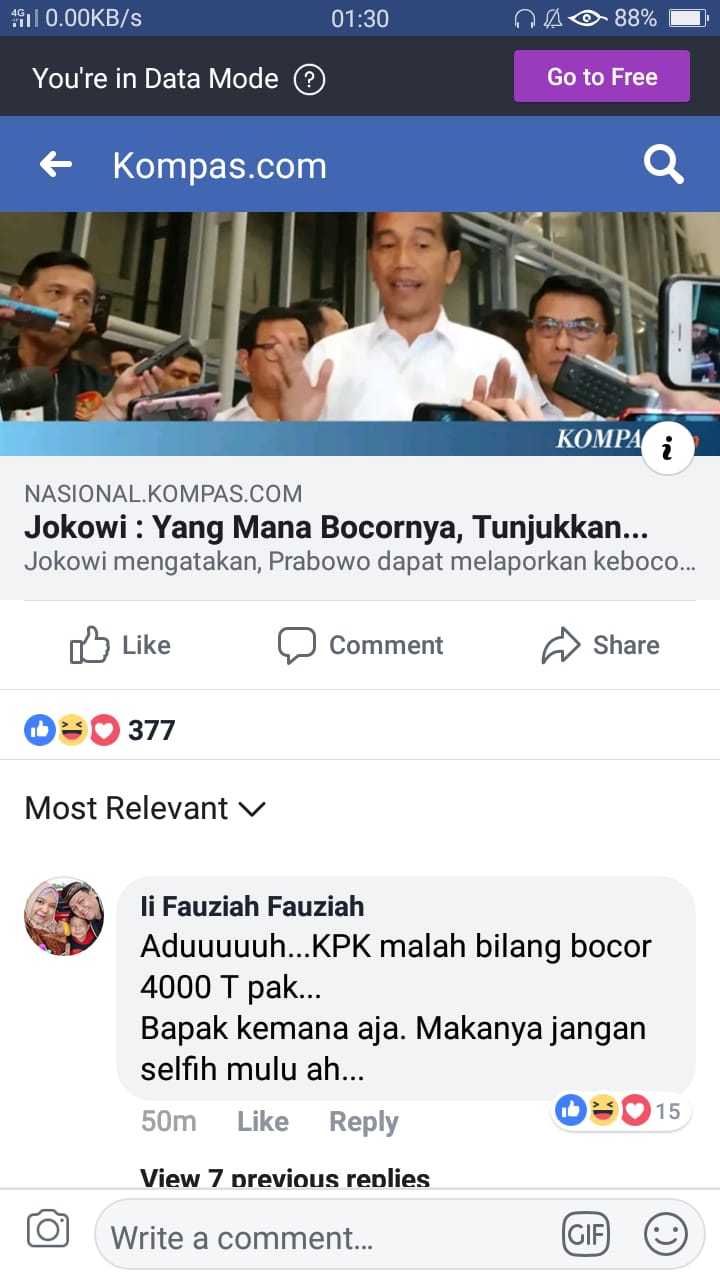 4G 0.00KB/s 01:30 88%
You're in Data Mode ? Go to Free
Kompas.com
KOMPA
i
NASIONAL.KOMPAS.COM
Jokowi : Yang Mana Bocornya, Tunjukkan...
Jokowi mengatakan, Prabowo dapat melaporkan keboco...
Like Comment Share
377
Most Relevant
Ii Fauziah Fauziah
Aduuuuuh...KPK malah bilang bocor
4000 T pak...
Bapak kemana aja. Makanya jangan
selfih mulu ah...
50m Like Reply 15
View 7 previous replies
Write a comment... GIF